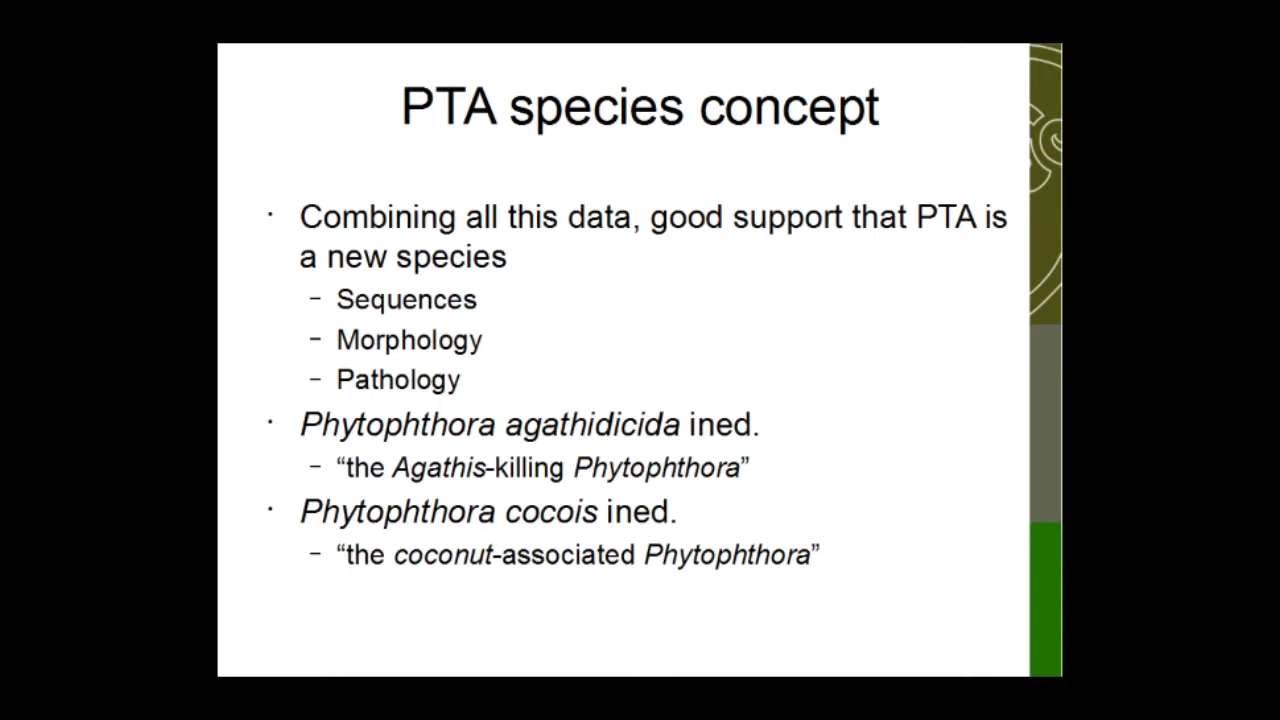 PTA species concept
· Combining all this data, good support that PTA is
a new species
– Sequences
– Morphology
– Pathology
· Phytophthora agathidicida ined.
– “the Agathis-killing Phytophthora”
· Phytophthora cocois ined.
– “the coconut-associated Phytophthora”